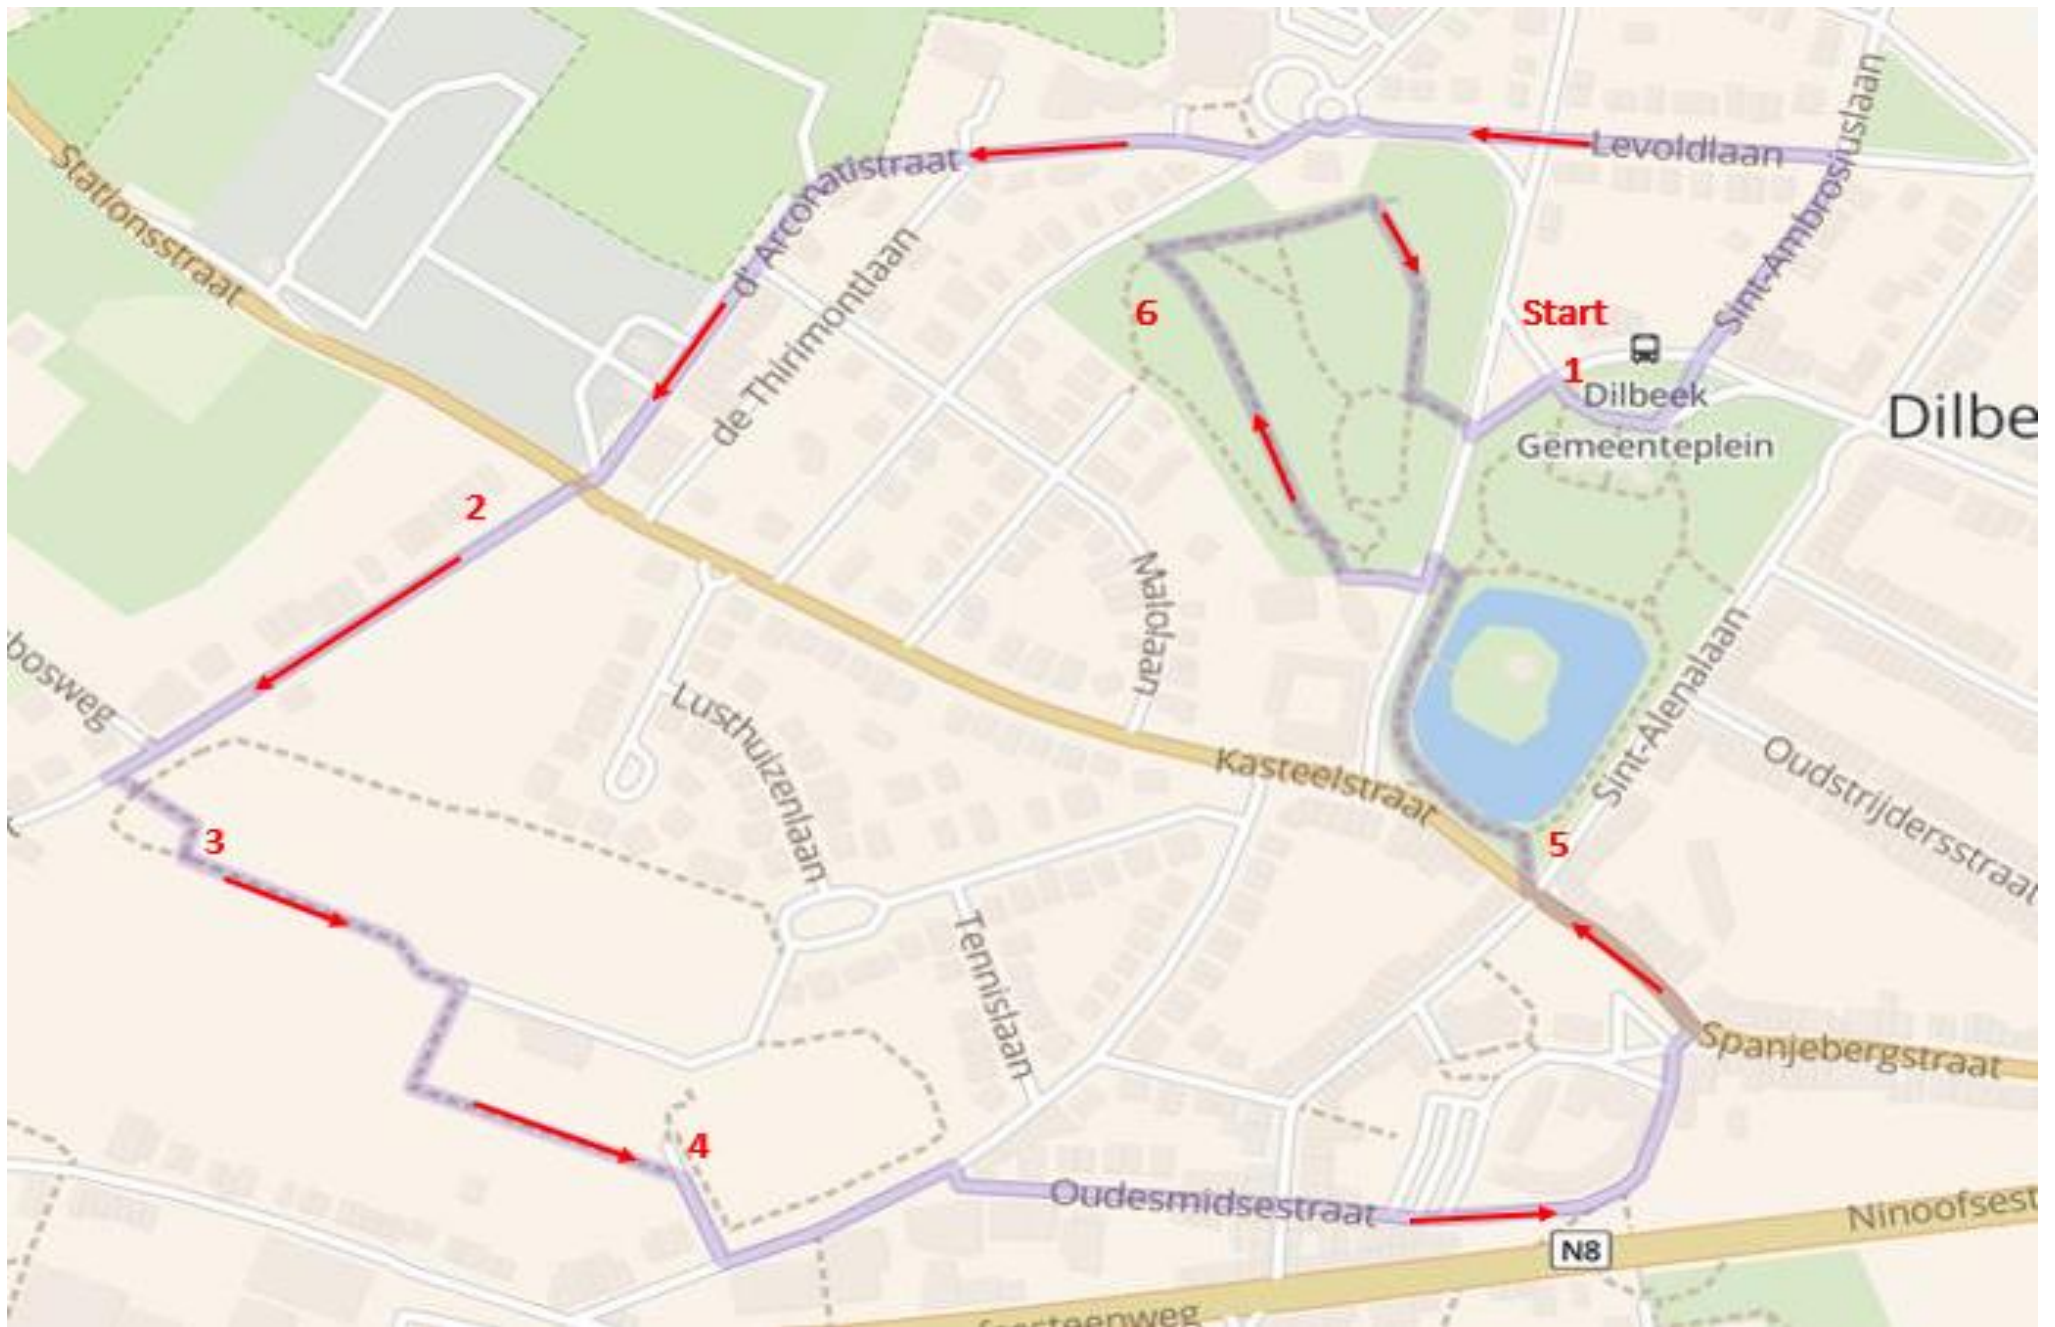 Stationsstraat
d' Arconatistraat
Levoldlaan
Sint-Ambrosiuslaan
de Thirimontlaan
6
Start
1
Dilbeek
Gemeenteplein
Dilbe
2
Maloulaan
bosweg
Lusthuizenlaan
Kasteelstraat
Sint-Alenalaan
Oudstrijdersstraat
3
5
Tennislaan
Spanjebergstraat
4
Oudesmidsestraat
Ninoofsest
N8